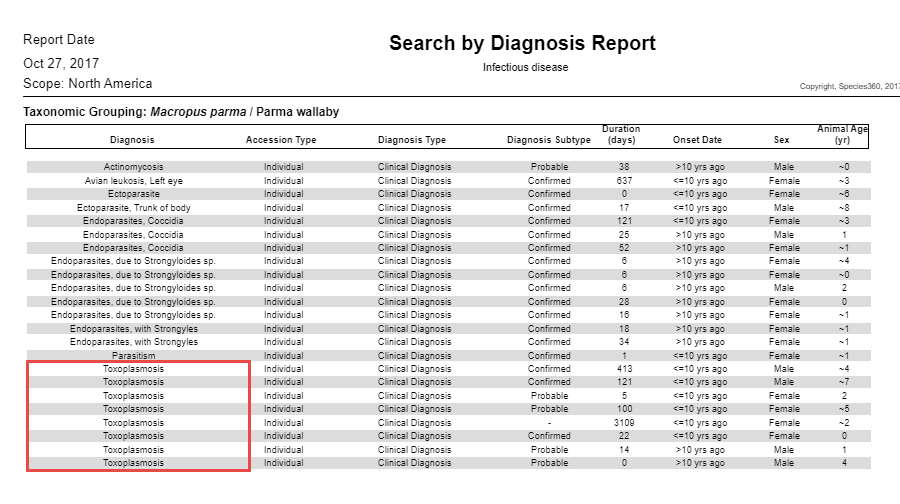 Report Date
Search by Diagnosis Report
Oct 27, 2017
Infectious disease
Scope: North America
Copyright, Species360, 2017
Taxonomic Grouping: Macropus parma / Parma wallaby
Diagnosis Accession Type Diagnosis Type Diagnosis Subtype Duration (days) Onset Date Sex Animal Age (yr)
Actinomycosis Individual Clinical Diagnosis Probable 38 >10 yrs ago Male ~0
Avian leukosis, Left eye Individual Clinical Diagnosis Confirmed 637 <=10 yrs ago Female ~3
Ectoparasite Individual Clinical Diagnosis Confirmed 0 <=10 yrs ago Female ~6
Ectoparasite, Trunk of body Individual Clinical Diagnosis Confirmed 17 <=10 yrs ago Male ~8
Endoparasites, Coccidia Individual Clinical Diagnosis Confirmed 121 <=10 yrs ago Female ~3
Endoparasites, Coccidia Individual Clinical Diagnosis Confirmed 25 >10 yrs ago Male 1
Endoparasites, Coccidia Individual Clinical Diagnosis Confirmed 52 >10 yrs ago Female ~1
Endoparasites, due to Strongyloides sp. Individual Clinical Diagnosis Confirmed 6 >10 yrs ago Female ~4
Endoparasites, due to Strongyloides sp. Individual Clinical Diagnosis Confirmed 6 >10 yrs ago Female ~0
Endoparasites, due to Strongyloides sp. Individual Clinical Diagnosis Confirmed 6 >10 yrs ago Male 2
Endoparasites, due to Strongyloides sp. Individual Clinical Diagnosis Confirmed 28 >10 yrs ago Female 0
Endoparasites, due to Strongyloides sp. Individual Clinical Diagnosis Confirmed 16 >10 yrs ago Female ~1
Endoparasites, with Strongyles Individual Clinical Diagnosis Confirmed 18 >10 yrs ago Female ~1
Endoparasites, with Strongyles Individual Clinical Diagnosis Confirmed 34 >10 yrs ago Female ~1
Parasitism Individual Clinical Diagnosis Confirmed 1 <=10 yrs ago Female ~1
Toxoplasmosis Individual Clinical Diagnosis Confirmed 413 <=10 yrs ago Male ~4
Toxoplasmosis Individual Clinical Diagnosis Confirmed 121 <=10 yrs ago Male ~7
Toxoplasmosis Individual Clinical Diagnosis Probable 5 <=10 yrs ago Female 2
Toxoplasmosis Individual Clinical Diagnosis Probable 100 <=10 yrs ago Female ~5
Toxoplasmosis Individual Clinical Diagnosis - 3109 <=10 yrs ago Female ~2
Toxoplasmosis Individual Clinical Diagnosis Confirmed 22 <=10 yrs ago Female 0
Toxoplasmosis Individual Clinical Diagnosis Probable 14 >10 yrs ago Male 1
Toxoplasmosis Individual Clinical Diagnosis Probable 0 >10 yrs ago Male 4